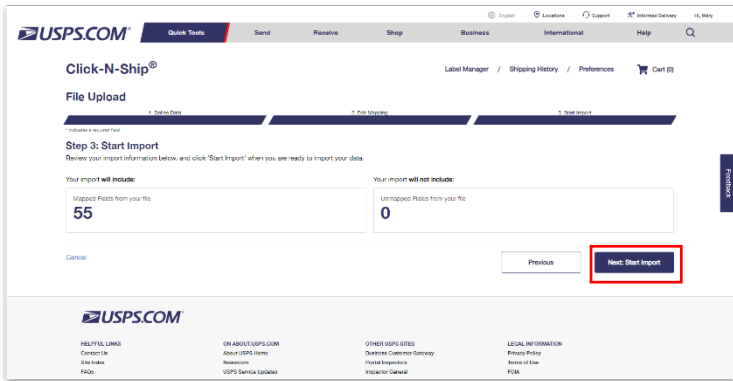 English Locations Support Informed Delivery Hi, Mary
USPS.COM® Quick Tools Send Receive Shop Business International Help
Click-N-Ship® Label Manager / Shipping History / Preferences Cart (0)
File Upload
1. Define Data 2. Edit Mapping 3. Start Import
* indicates a required field
Step 3: Start Import
Review your import information below, and click 'Start Import' when you are ready to import your data.
Your import will include: Your import will not include:
Mapped Fields from your file Unmapped Fields from your file
55 0
Cancel Previous Next: Start Import
Feedback
USPS.COM
HELPFUL LINKS ON ABOUT.USPS.COM OTHER USPS SITES LEGAL INFORMATION
Contact Us About USPS Home Business Customer Gateway Privacy Policy
Site Index Newsroom Postal Inspectors Terms of Use
FAQs USPS Service Updates Inspector General FOIA